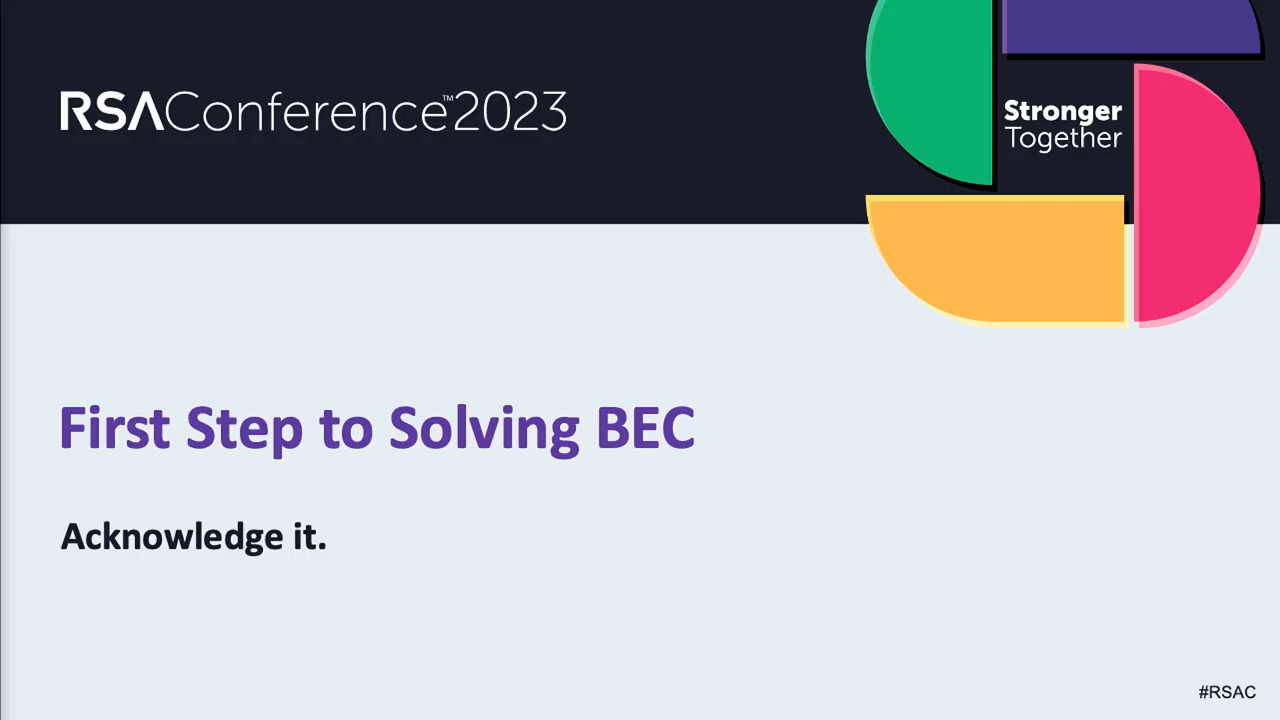 RSAConference™2023
Stronger
Together
First Step to Solving BEC
Acknowledge it.
#RSAC